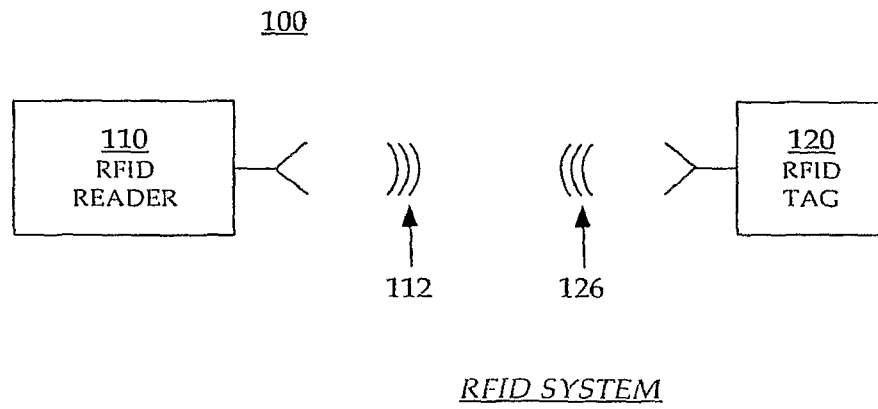 100
110
RFID
READER
120
RFID
TAG
112
126
RFID SYSTEM